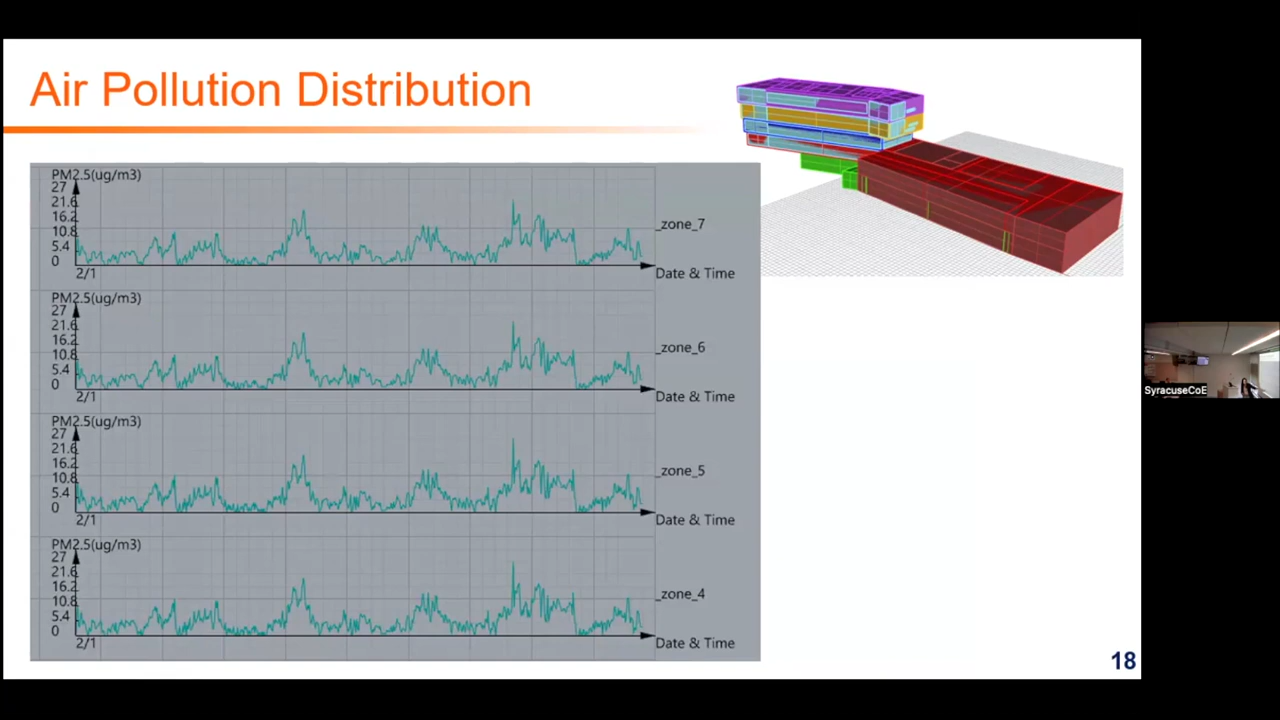 Air Pollution Distribution
PM2.5(ug/m3)
27
21.6
16.2
10.8
5.4
0
2/1
_zone_7
Date & Time
PM2.5(ug/m3)
27
21.6
16.2
10.8
5.4
0
2/1
_zone_6
Date & Time
PM2.5(ug/m3)
27
21.6
16.2
10.8
5.4
0
2/1
_zone_5
Date & Time
PM2.5(ug/m3)
27
21.6
16.2
10.8
5.4
0
2/1
_zone_4
Date & Time
18
SyracuseCoE